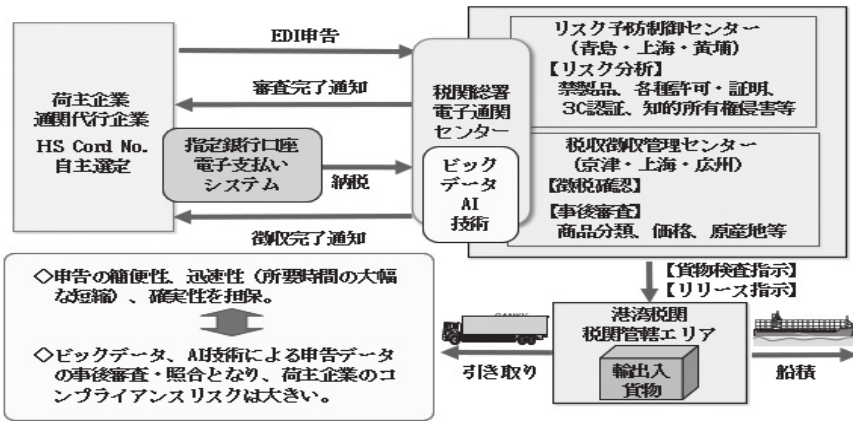 EDI申告
審査完了通知
荷主企業
通関代行企業
HS Cord No.
自主選定
指定銀行口座
電子支払い
システム
納税
徴収完了通知
税関総署
電子通関
センター
ビック
データ
AI
技術
リスク予防制御センター
(青島・上海・黄埔)
【リスク分析】
禁製品、各種許可・証明、
3C認証、知的所有権侵害等
税収徴収管理センター
(京津・上海・広州)
【徴税確認】
【事後審査】
商品分類、価格、原産地等
【貨物検査指示】
【リリース指示】
◇申告の簡便性、迅速性(所要時間の大幅
な短縮)、確実性を担保。
◇ビックデータ、AI技術による申告データ
の事後審査・照合となり、荷主企業のコ
ンプライアンスリスクは大きい。
港湾税関
税関管轄エリア
輸出入
貨物
引き取り
船積